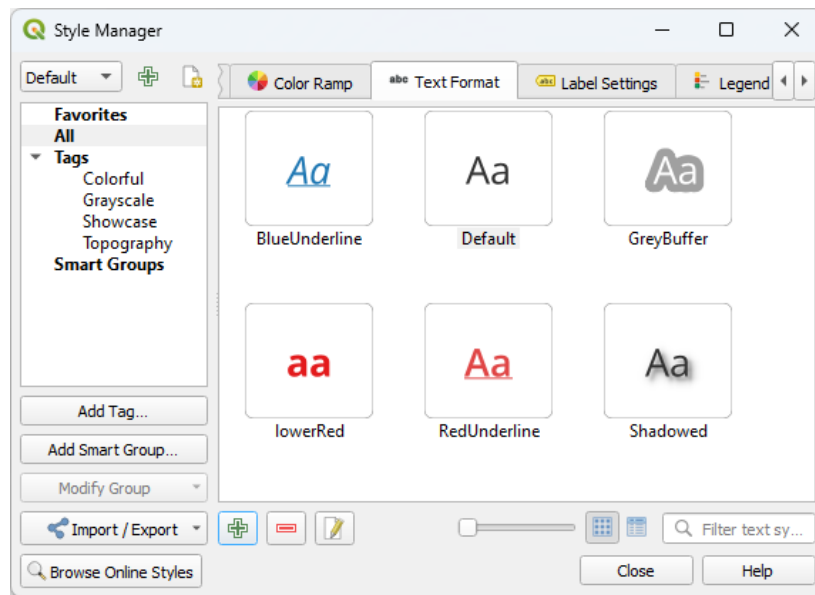 Style Manager
Default
Color Ramp
abc Text Format
abc Label Settings
Legend
Favorites
All
Tags
Colorful
Grayscale
Showcase
Topography
Smart Groups
Aa
Aa
Aa
BlueUnderline
Default
GreyBuffer
aa
Aa
Aa
lowerRed
RedUnderline
Shadowed
Add Tag...
Add Smart Group...
Modify Group
Import / Export
Filter text sy...
Browse Online Styles
Close
Help